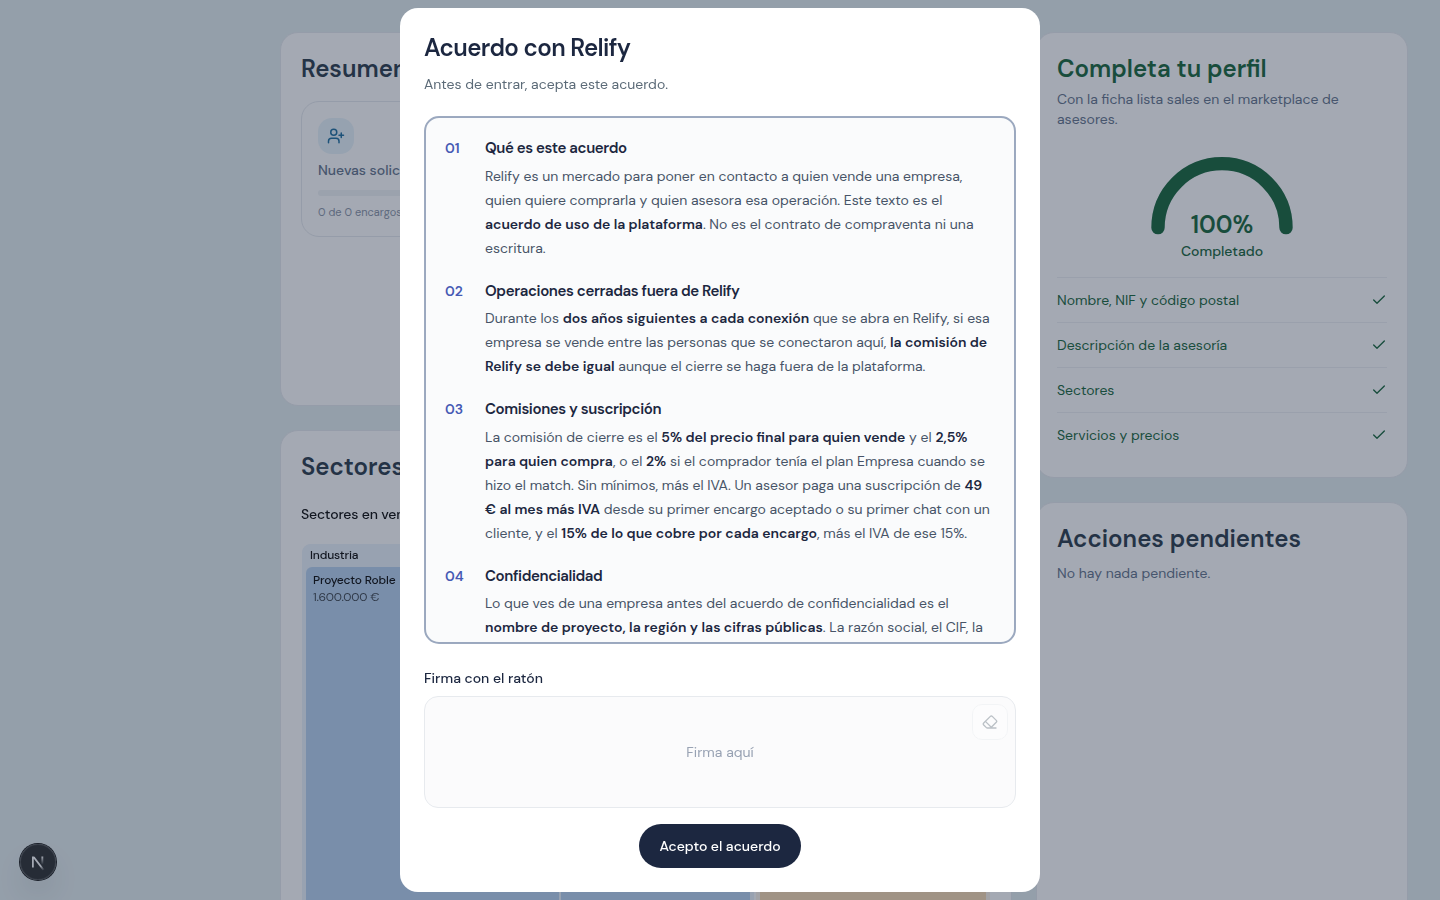 Acuerdo con Relify
Antes de entrar, acepta este acuerdo.
01 Qué es este acuerdo
Relify es un mercado para poner en contacto a quien vende una empresa,
quien quiere comprarla y quien asesora esa operación. Este texto es el
acuerdo de uso de la plataforma. No es el contrato de compraventa ni una
escritura.
02 Operaciones cerradas fuera de Relify
Durante los dos años siguientes a cada conexión que se abra en Relify, si esa
empresa se vende entre las personas que se conectaron aquí, la comisión de
Relify se debe igual aunque el cierre se haga fuera de la plataforma.
03 Comisiones y suscripción
La comisión de cierre es el 5% del precio final para quien vende y el 2,5%
para quien compra, o el 2% si el comprador tenía el plan Empresa cuando se
hizo el match. Sin mínimos, más el IVA. Un asesor paga una suscripción de 49
€ al mes más IVA desde su primer encargo aceptado o su primer chat con un
cliente, y el 15% de lo que cobre por cada encargo, más el IVA de ese 15%.
04 Confidencialidad
Lo que ves de una empresa antes del acuerdo de confidencialidad es el
nombre de proyecto, la región y las cifras públicas. La razón social, el CIF, la
Firma con el ratón
Firma aquí
Acepto el acuerdo
Resumen
Nuevas solic
0 de 0 encargos
Sectores
Sectores en ven
Industria
Proyecto Roble
1.600.000 €
Completa tu perfil
Con la ficha lista sales en el marketplace de
asesores.
100%
Completado
Nombre, NIF y código postal
Descripción de la asesoría
Sectores
Servicios y precios
Acciones pendientes
No hay nada pendiente.
N